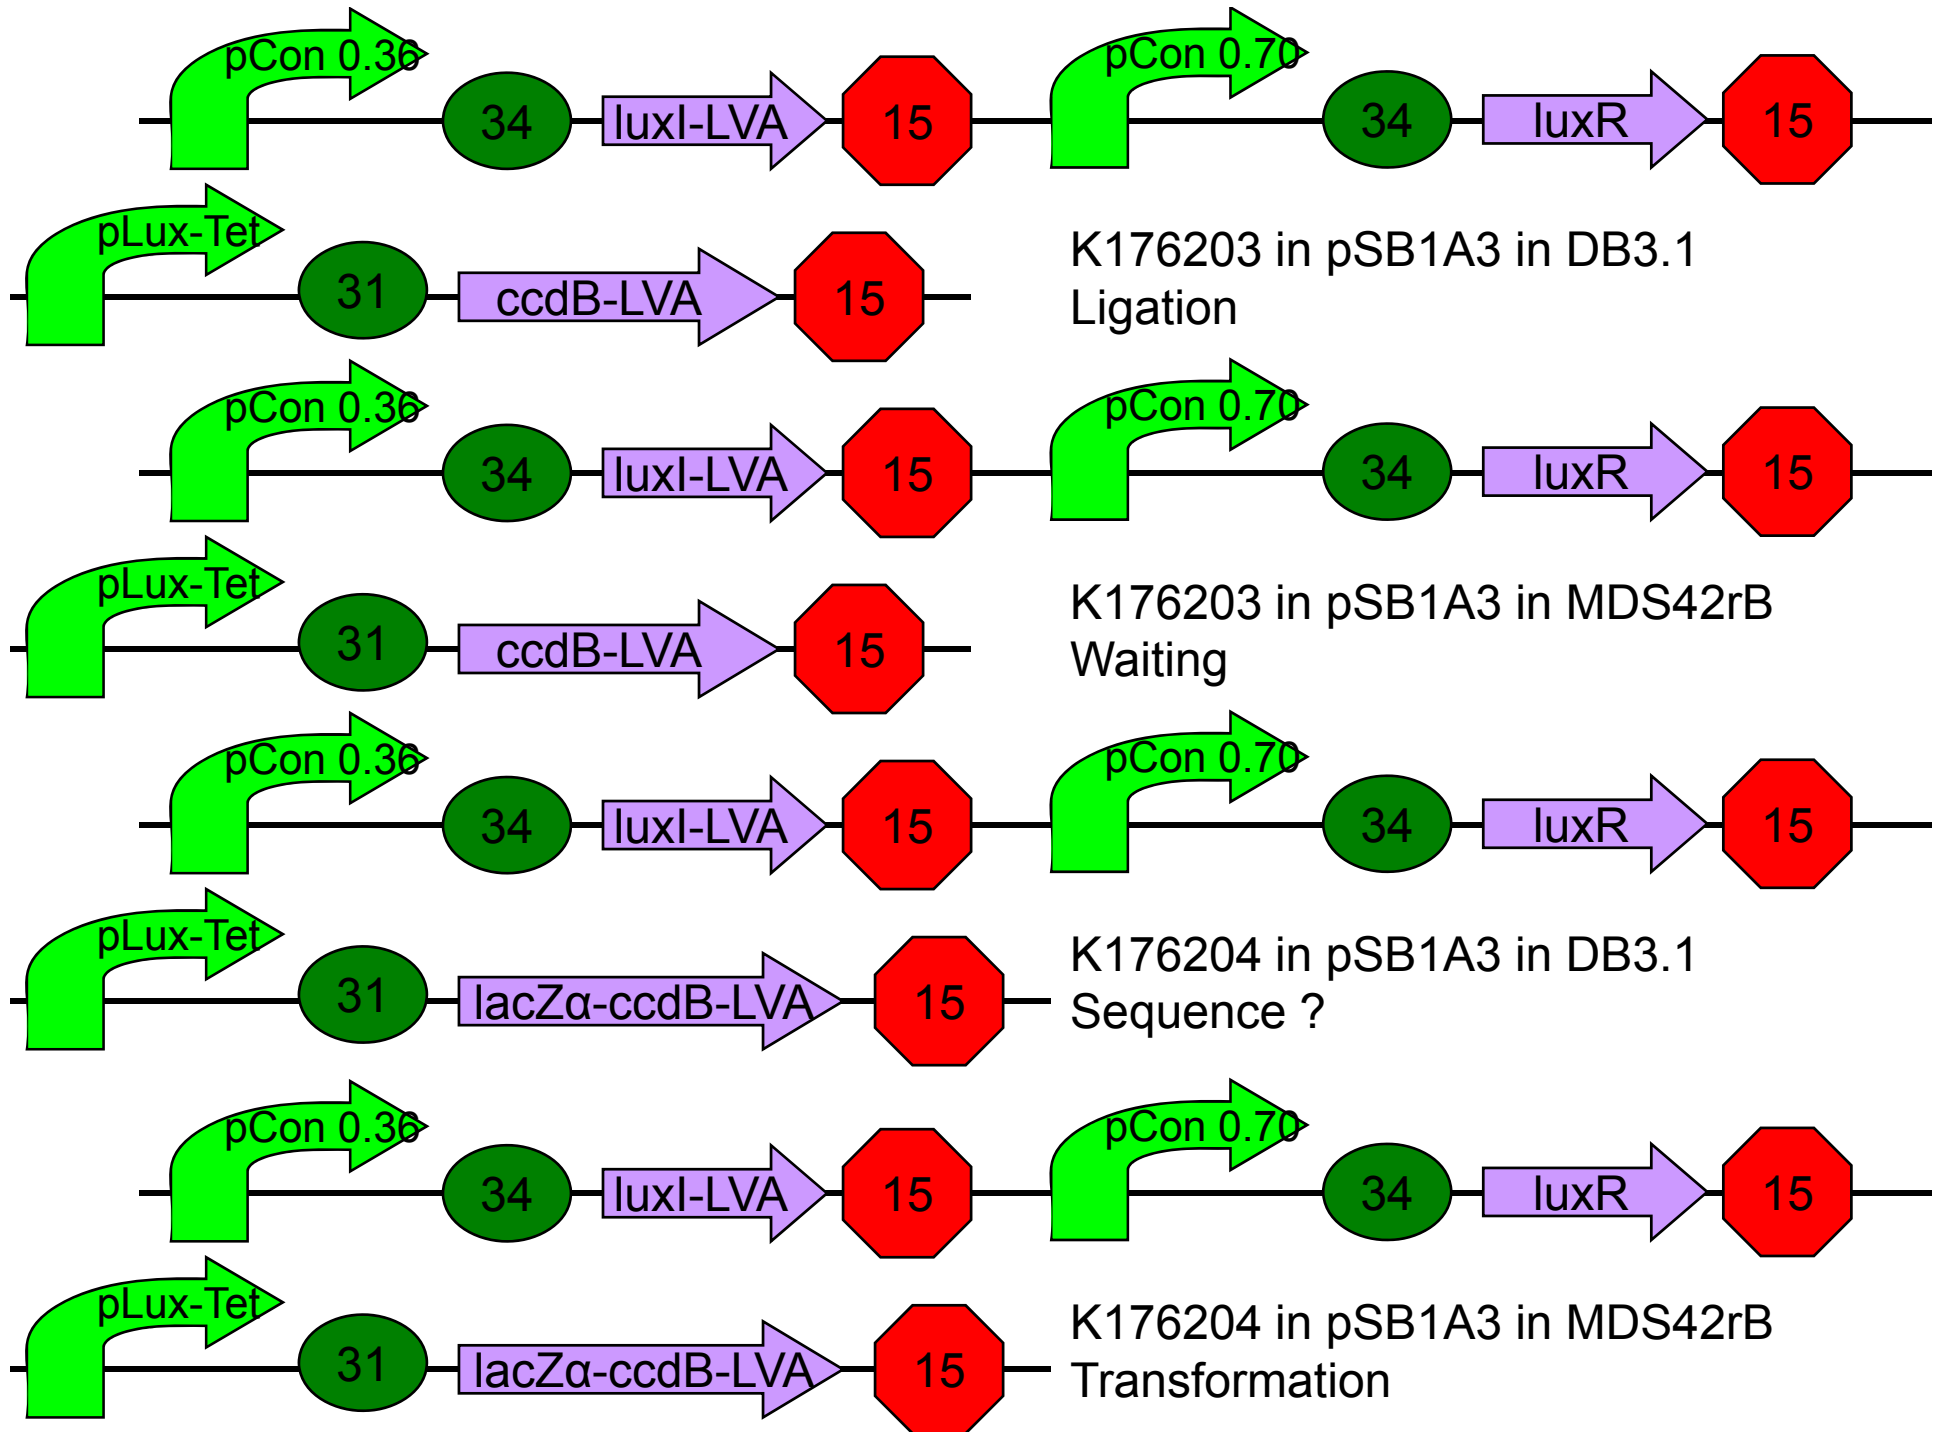 pCon 0.36 34 luxI-LVA 15 pCon 0.70 34 luxR 15
pLux-Tet 31 ccdB-LVA 15
K176203 in pSB1A3 in DB3.1
Ligation
pCon 0.36 34 luxI-LVA 15 pCon 0.70 34 luxR 15
pLux-Tet 31 ccdB-LVA 15
K176203 in pSB1A3 in MDS42rB
Waiting
pCon 0.36 34 luxI-LVA 15 pCon 0.70 34 luxR 15
pLux-Tet 31 lacZα-ccdB-LVA 15
K176204 in pSB1A3 in DB3.1
Sequence ?
pCon 0.36 34 luxI-LVA 15 pCon 0.70 34 luxR 15
pLux-Tet 31 lacZα-ccdB-LVA 15
K176204 in pSB1A3 in MDS42rB
Transformation